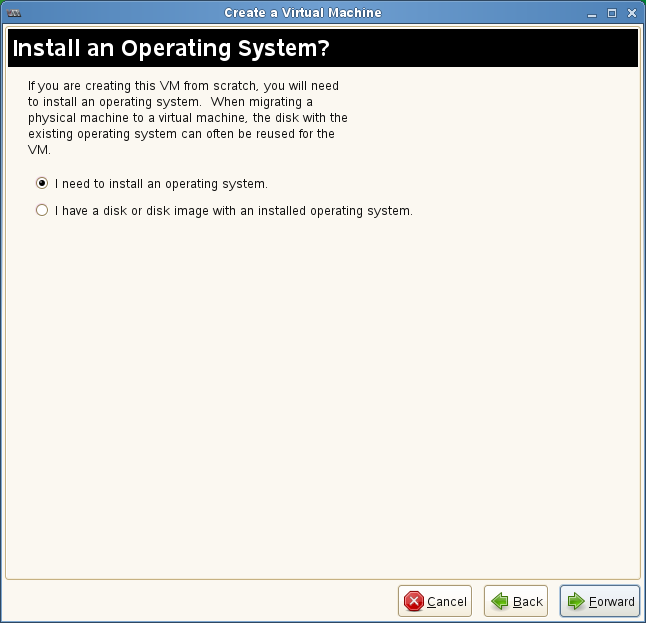 Create a Virtual Machine
Install an Operating System?
If you are creating this VM from scratch, you will need
to install an operating system.  When migrating a
physical machine to a virtual machine, the disk with the
existing operating system can often be reused for the
VM.
I need to install an operating system.
I have a disk or disk image with an installed operating system.
Cancel
Back
Forward